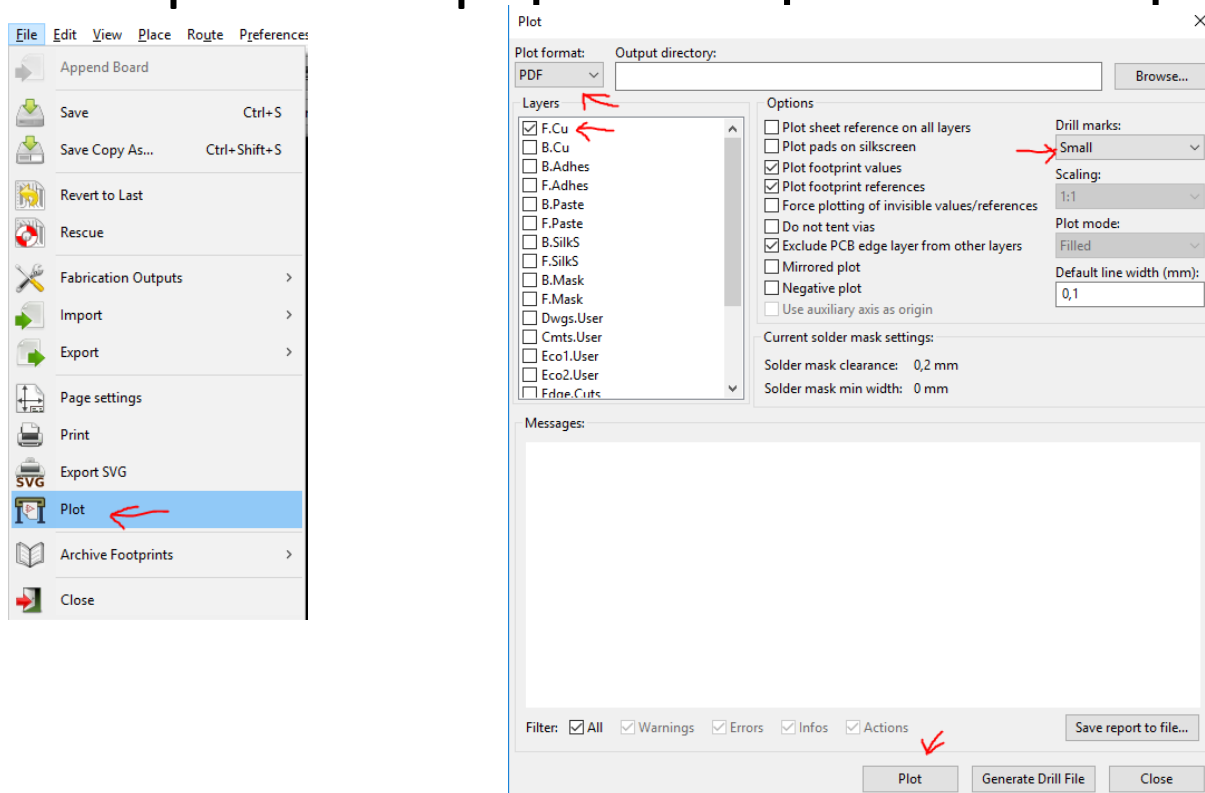 File Edit View Place Route Preferences
Append Board
Save Ctrl+S
Save Copy As... Ctrl+Shift+S
Revert to Last
Rescue
Fabrication Outputs
Import
Export
Page settings
Print
SVG Export SVG
Plot
Archive Footprints
Close
Plot
Plot format: Output directory:
PDF Browse...
Layers
F.Cu
B.Cu
B.Adhes
F.Adhes
B.Paste
F.Paste
B.SilkS
F.SilkS
B.Mask
F.Mask
Dwgs.User
Cmts.User
Eco1.User
Eco2.User
Edge.Cuts
Options
Plot sheet reference on all layers
Plot pads on silkscreen
Plot footprint values
Plot footprint references
Force plotting of invisible values/references
Do not tent vias
Exclude PCB edge layer from other layers
Mirrored plot
Negative plot
Use auxiliary axis as origin
Drill marks:
Small
Scaling:
1:1
Plot mode:
Filled
Default line width (mm):
0,1
Current solder mask settings:
Solder mask clearance: 0,2 mm
Solder mask min width: 0 mm
Messages:
Filter: All Warnings Errors Infos Actions Save report to file...
Plot Generate Drill File Close